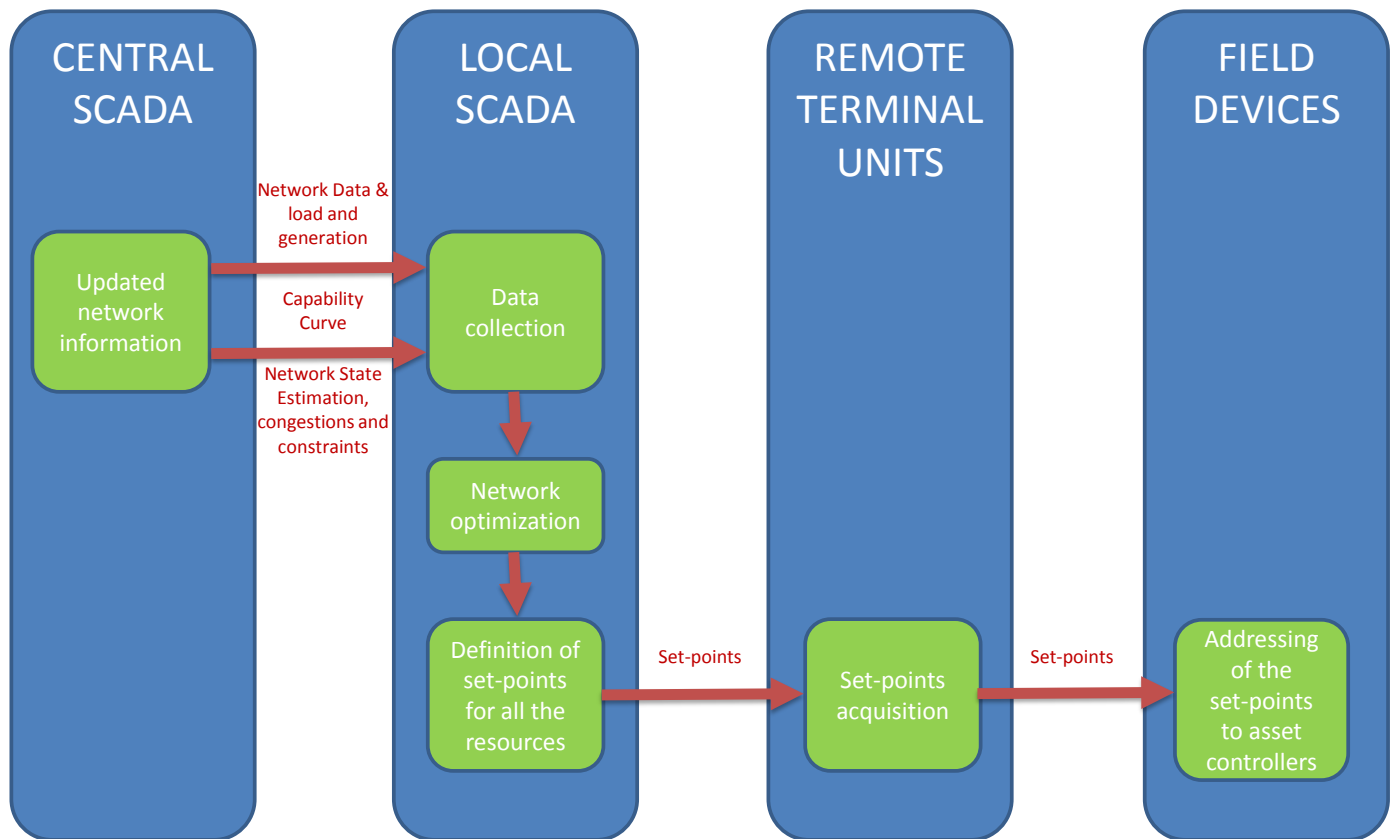 CENTRAL
SCADA
LOCAL
SCADA
REMOTE
TERMINAL
UNITS
FIELD
DEVICES
Network Data &
load and
generation
Updated
network
information
Capability
Curve
Data
collection
Network State
Estimation,
congestions and
constraints
Network
optimization
Definition of
set-points
for all the
resources
Set-points
Set-points
acquisition
Set-points
Addressing
of the
set-points
to asset
controllers